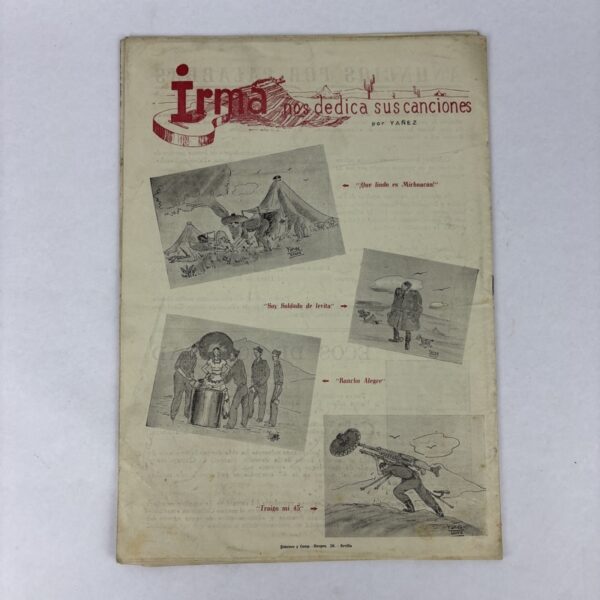 irma
nos dedica sus canciones
por YAÑEZ
"¡Que lindo es Michoacán!"
"Soy Soldado de levita"
"Rancho Alegre"
"Traigo mi 45"
Sevilla